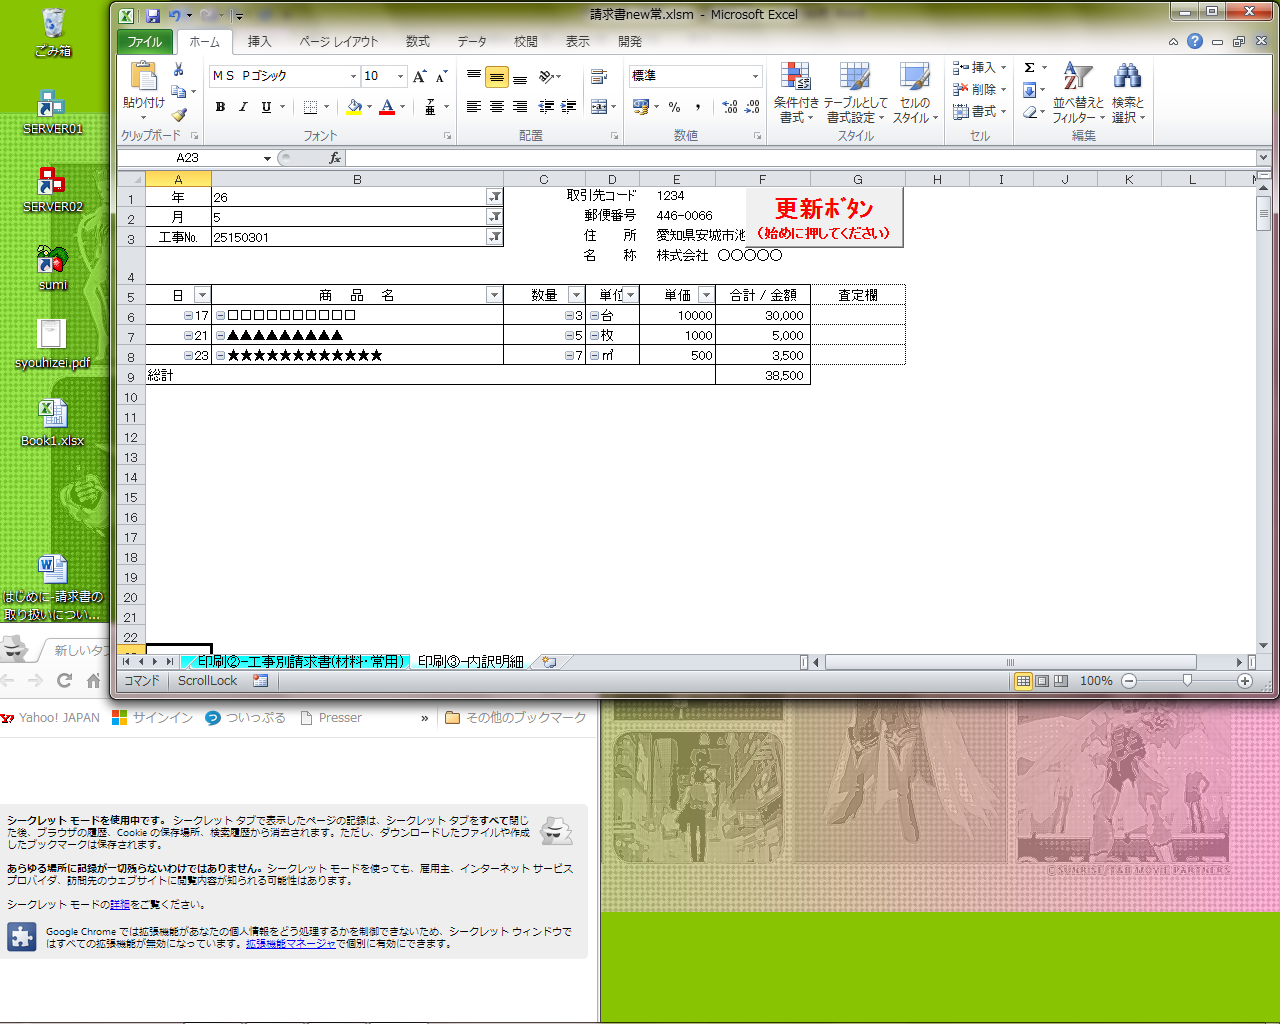 請求書new常.xlsm - Microsoft Excel
ファイル ホーム 挿入 ページ レイアウト 数式 データ 校閲 表示 開発
貼り付け
クリップボード
ＭＳ Ｐゴシック 10
B I U
フォント
配置
標準
%
数値
条件付き書式
テーブルとして書式設定
セルのスタイル
スタイル
挿入
削除
書式
セル
Σ
並べ替えとフィルター
検索と選択
編集
A23 fx
A B C D E F G H I J K L M
1 年 26 取引先コード 1234
2 月 5 郵便番号 446-0066
3 工事No. 25150301 住 所 愛知県安城市池
4 名 称 株式会社 ○○○○○
更新ﾎﾞﾀﾝ
（始めに押してください）
5 日 商 品 名 数量 単位 単価 合計 / 金額 査定欄
6 17 □□□□□□□□□□ 3 台 10000 30,000
7 21 ▲▲▲▲▲▲▲▲▲ 5 枚 1000 5,000
8 23 ★★★★★★★★★★★★ 7 ㎡ 500 3,500
9 総計 38,500
10
11
12
13
14
15
16
17
18
19
20
21
22
印刷②-工事別請求書(材料・常用) 印刷③-内訳明細
コマンド ScrollLock 100%
ごみ箱
SERVER01
SERVER02
sumi
syouhizei.pdf
Book1.xlsx
はじめに-請求書の
取り扱いについ...
新しいタブ
Yahoo! JAPAN サインイン ついっぷる Presser » その他のブックマーク
シークレット モードを使用中です。 シークレット タブで表示したページの記録は、シークレット タブをすべて閉じ
た後、ブラウザの履歴、Cookie の保存場所、検索履歴から消去されます。ただし、ダウンロードしたファイルや作成
したブックマークは保存されます。
あらゆる場所に記録が一切残らないわけではありません。シークレット モードを使っても、雇用主、インターネット サービス
プロバイダ、訪問先のウェブサイトに閲覧内容が知られる可能性はあります。
シークレット モードの詳細をご覧ください。
Google Chrome では拡張機能があなたの個人情報をどう処理するかを制御できないため、シークレット ウィンドウで
はすべての拡張機能が無効になっています。拡張機能マネージャで個別に有効にできます。
©SUNRISE/T&B MOVIE PARTNERS